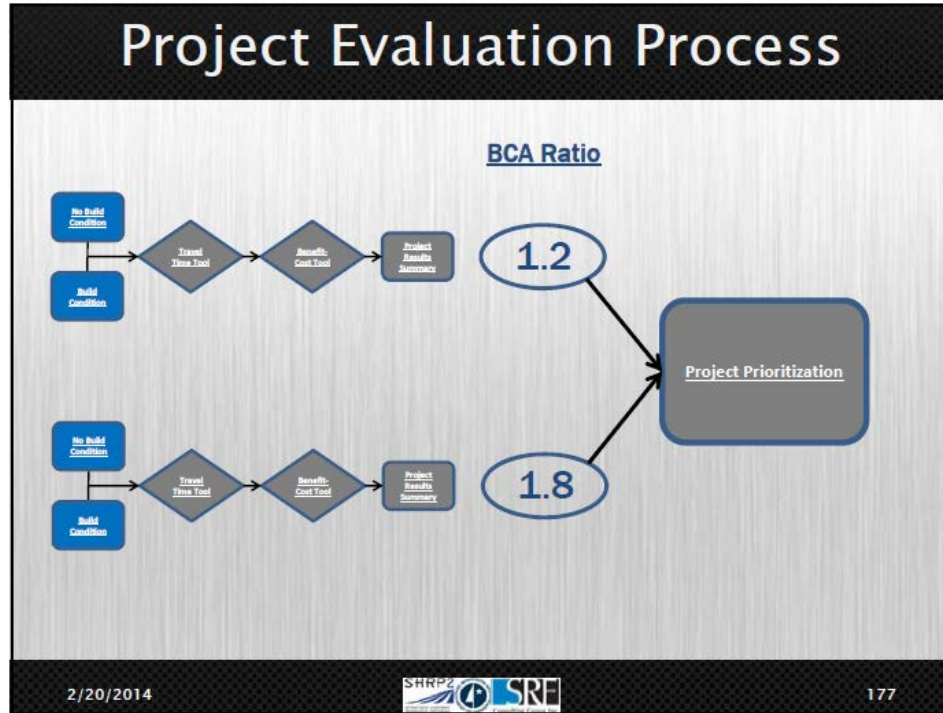 Project Evaluation Process
BCA Ratio
No Build
Condition
Build
Condition
Travel
Time Tool
Benefit-
Cost Tool
Project
Results
Summary
1.2
No Build
Condition
Build
Condition
Travel
Time Tool
Benefit-
Cost Tool
Project
Results
Summary
1.8
Project Prioritization
2/20/2014
SHRP2
SRF
177